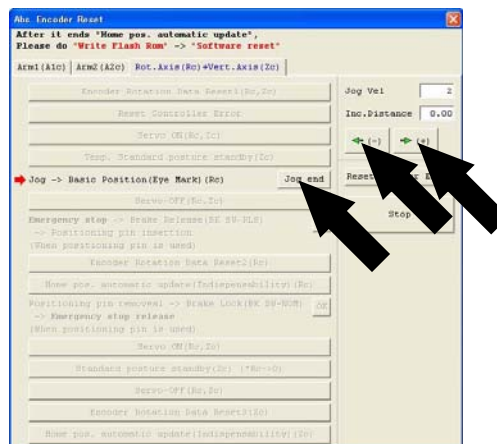 Abs. Encoder Reset
After it ends "Home pos. automatic update",
Please do "Write Flash Rom" -> "Software reset"
Arm1(A1c)
Arm2(A2c)
Rot.Axis(Rc)+Vert.Axis(Zc)
Encoder Rotation Data Reset1(Rc,Zc)
Reset Controller Error
Servo ON(Rc,Zc)
Temp. Standard posture standby(Zc)
Jog -> Basic Position(Eye Mark)(Rc)
Jog end
Servo-OFF(Rc,Zc)
Emergency stop -> Brake Release(BK SW-RLS)
-> Positioning pin insertion
(When positioning pin is used)
Encoder Rotation Data Reset2(Rc)
Home pos. automatic update(Indispensability)(Rc)
Positioning pin removeal -> Brake Lock(BK SW-NOM)
OK
-> Emergency stop release
(When positioning pin is used)
Servo ON(Rc,Zc)
Standard posture standby(Zc) (*Rc->0)
Servo-OFF(Rc,Zc)
Encoder Rotation Data Reset3(Zc)
Home pos. automatic update(Indispensability)(Zc)
Jog Vel
2
Inc.Distance
0.00
(-)
(+)
Reset
Stop